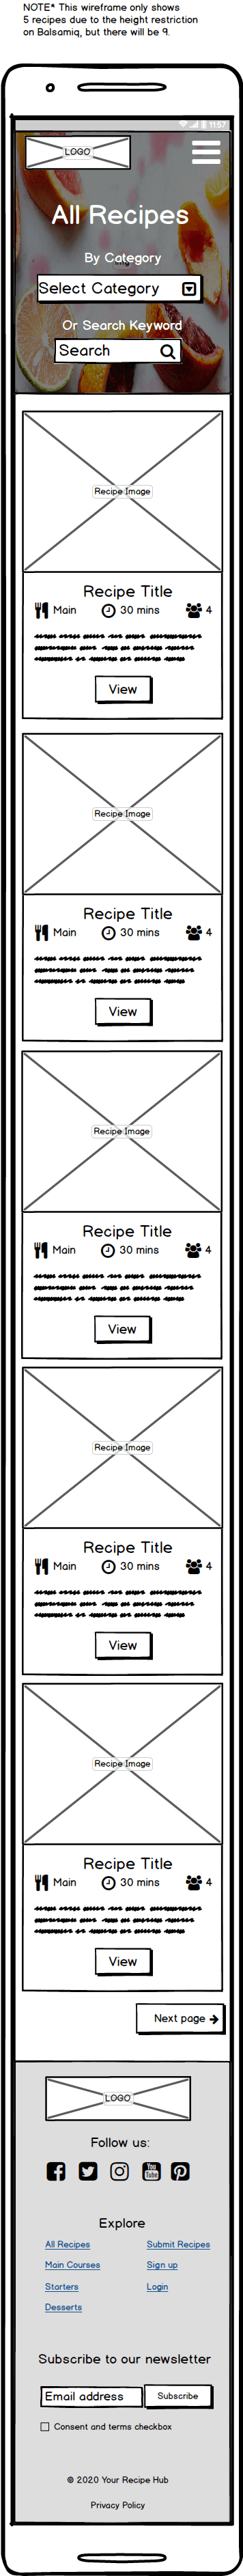 NOTE* This wireframe only shows
5 recipes due to the height restriction
on Balsamiq, but there will be 9.
11:57
LOGO
All Recipes
By Category
Select Category
Or Search Keyword
Search
Recipe Image
Recipe Title
Main 30 mins 4
View
Recipe Image
Recipe Title
Main 30 mins 4
View
Recipe Image
Recipe Title
Main 30 mins 4
View
Recipe Image
Recipe Title
Main 30 mins 4
View
Recipe Image
Recipe Title
Main 30 mins 4
View
Next page
LOGO
Follow us:
You Tube
Explore
All Recipes Submit Recipes
Main Courses Sign up
Starters Login
Desserts
Subscribe to our newsletter
Email address Subscribe
Consent and terms checkbox
© 2020 Your Recipe Hub
Privacy Policy